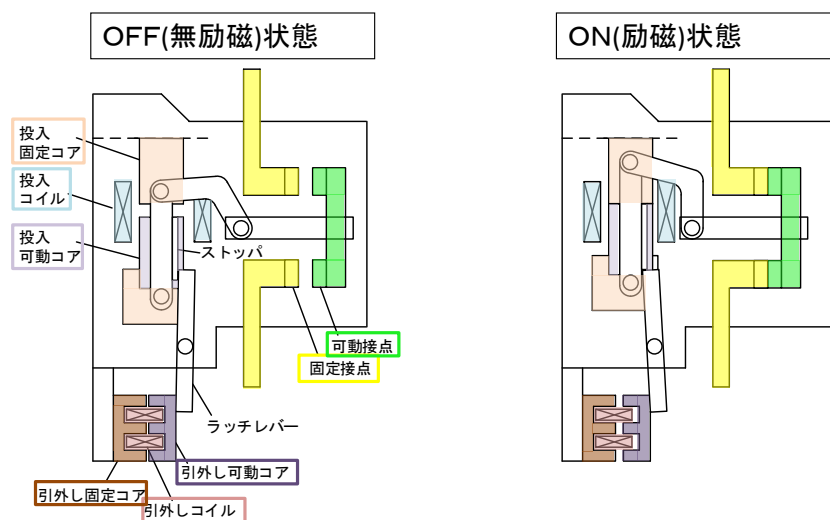 OFF(無励磁)状態
ON(励磁)状態
投入
固定コア
投入
コイル
投入
可動コア
ストッパ
可動接点
固定接点
ラッチレバー
引外し可動コア
引外し固定コア
引外しコイル